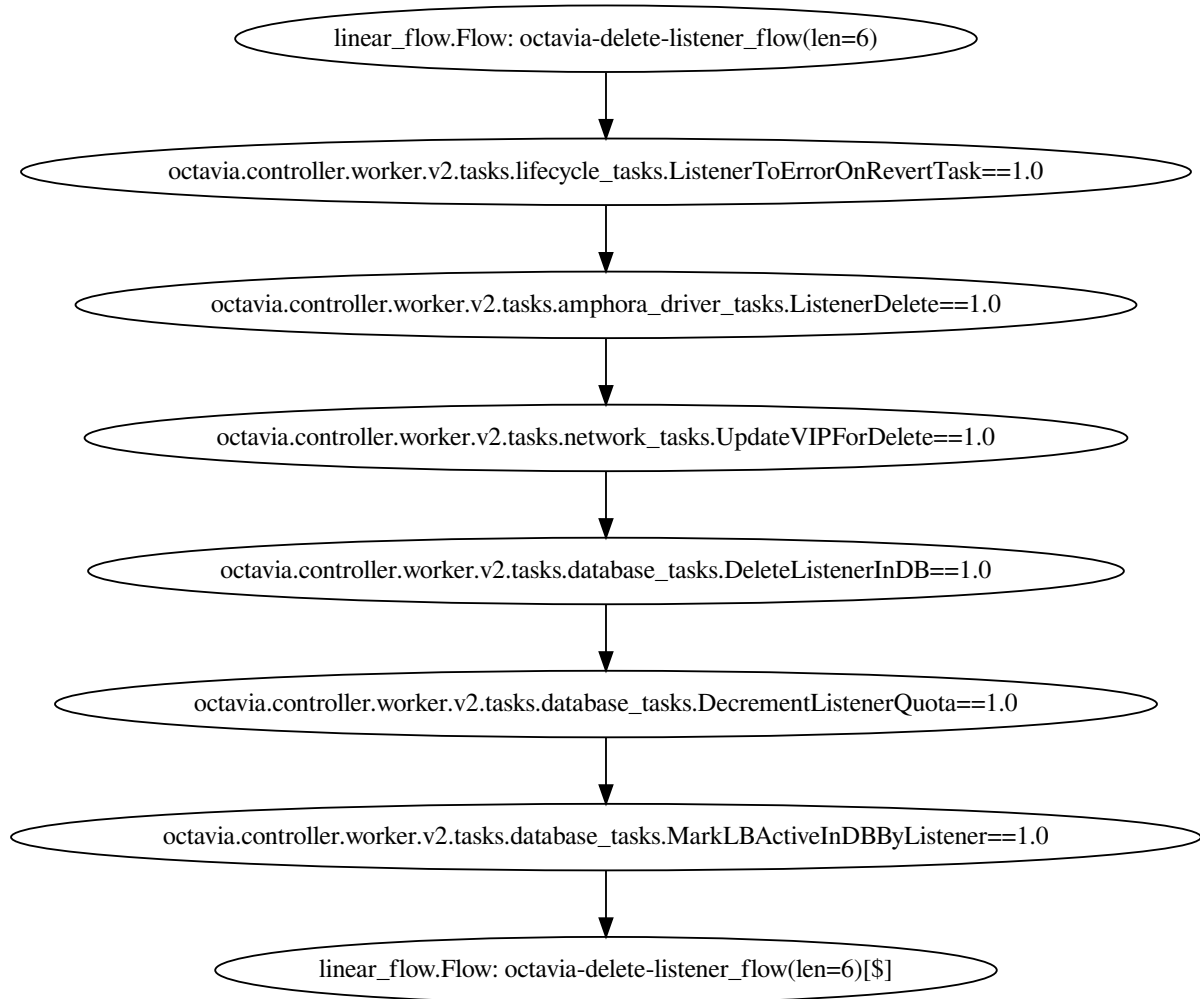 linear_flow.Flow: octavia-delete-listener_flow(len=6)
octavia.controller.worker.v2.tasks.lifecycle_tasks.ListenerToErrorOnRevertTask==1.0
octavia.controller.worker.v2.tasks.amphora_driver_tasks.ListenerDelete==1.0
octavia.controller.worker.v2.tasks.network_tasks.UpdateVIPForDelete==1.0
octavia.controller.worker.v2.tasks.database_tasks.DeleteListenerInDB==1.0
octavia.controller.worker.v2.tasks.database_tasks.DecrementListenerQuota==1.0
octavia.controller.worker.v2.tasks.database_tasks.MarkLBActiveInDBByListener==1.0
linear_flow.Flow: octavia-delete-listener_flow(len=6)[$]